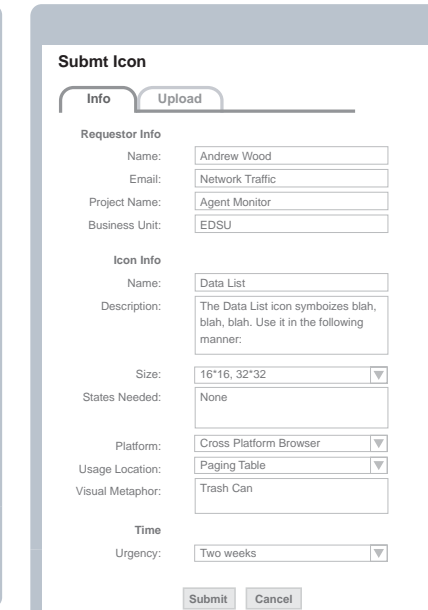 Submt Icon
Info Upload
Requestor Info
Name: Andrew Wood
Email: Network Traffic
Project Name: Agent Monitor
Business Unit: EDSU
Icon Info
Name: Data List
Description: The Data List icon symboizes blah,
blah, blah. Use it in the following
manner:
Size: 16*16, 32*32
States Needed: None
Platform: Cross Platform Browser
Usage Location: Paging Table
Visual Metaphor: Trash Can
Time
Urgency: Two weeks
Submit Cancel